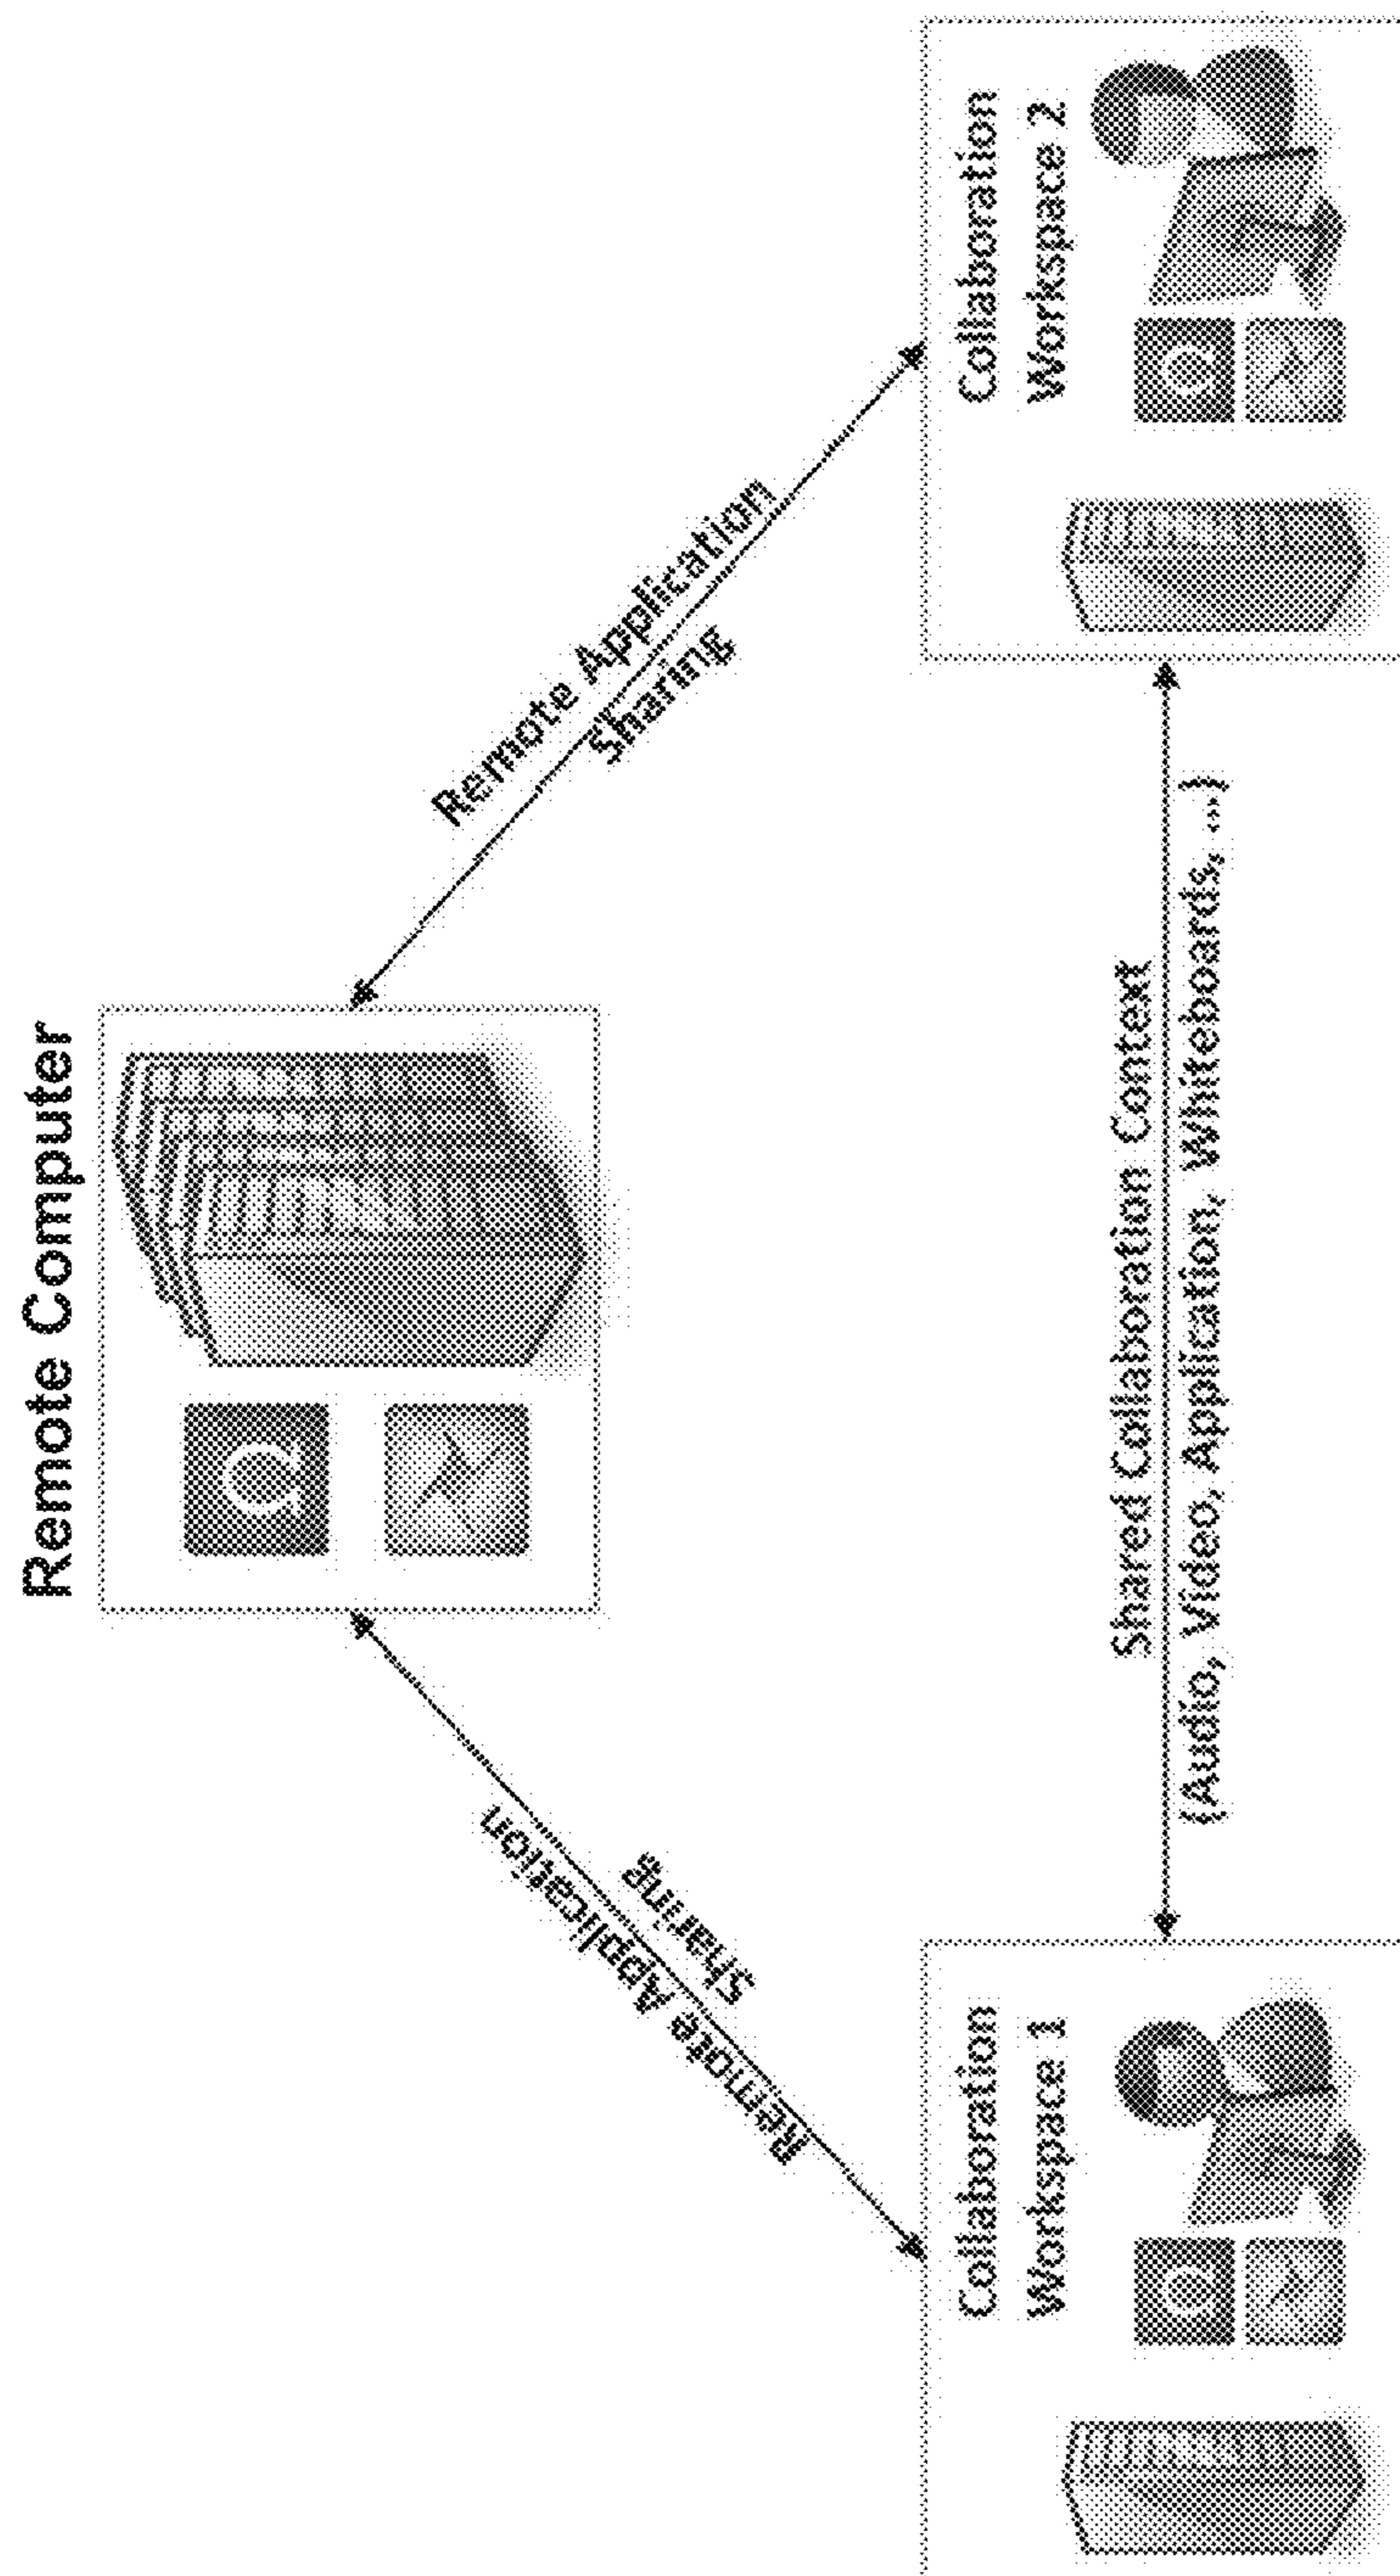 Remote Computer
Remote Application
Sharing
Remote Application
Sharing
Shared Collaboration Context
(Audio, Video, Application, Whiteboards, ...)
Collaboration
Workspace 1
Collaboration
Workspace 2